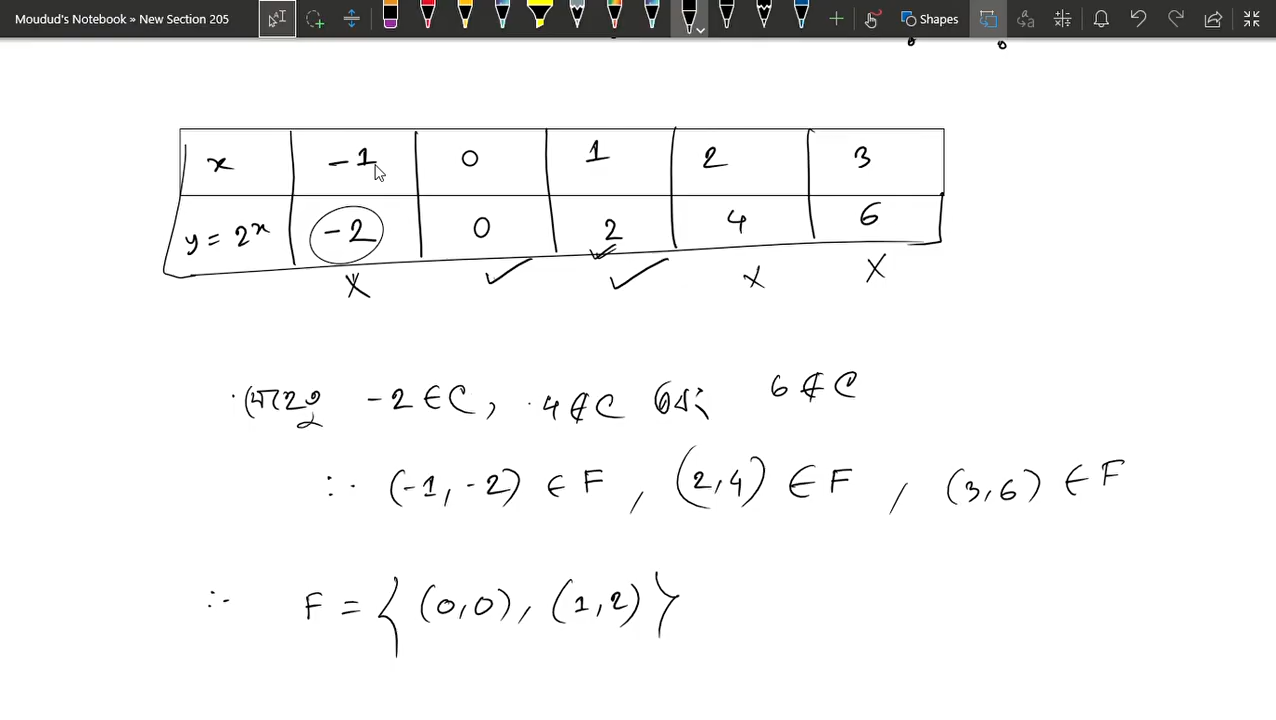 Moudud's Notebook » New Section 205
Shapes
x -1 0 1 2 3
y = 2x -2 0 2 4 6
যেহেতু -2 ∈ C, 4 ∉ C এবং 6 ∉ C
∴ (-1, -2) ∈ F, (2,4) ∈ F, (3,6) ∈ F
∴ F = { (0,0), (1,2) }